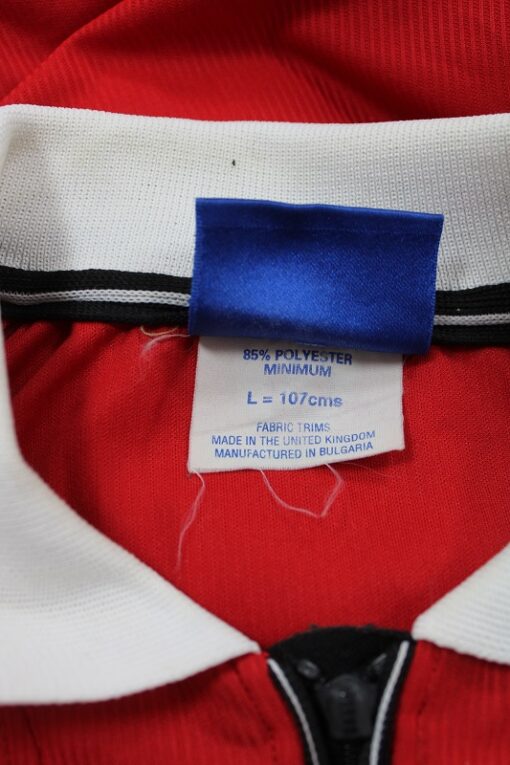 85% POLYESTER
MINIMUM
L = 107cms
FABRIC TRIMS
MADE IN THE UNITED KINGDOM
MANUFACTURED IN BULGARIA